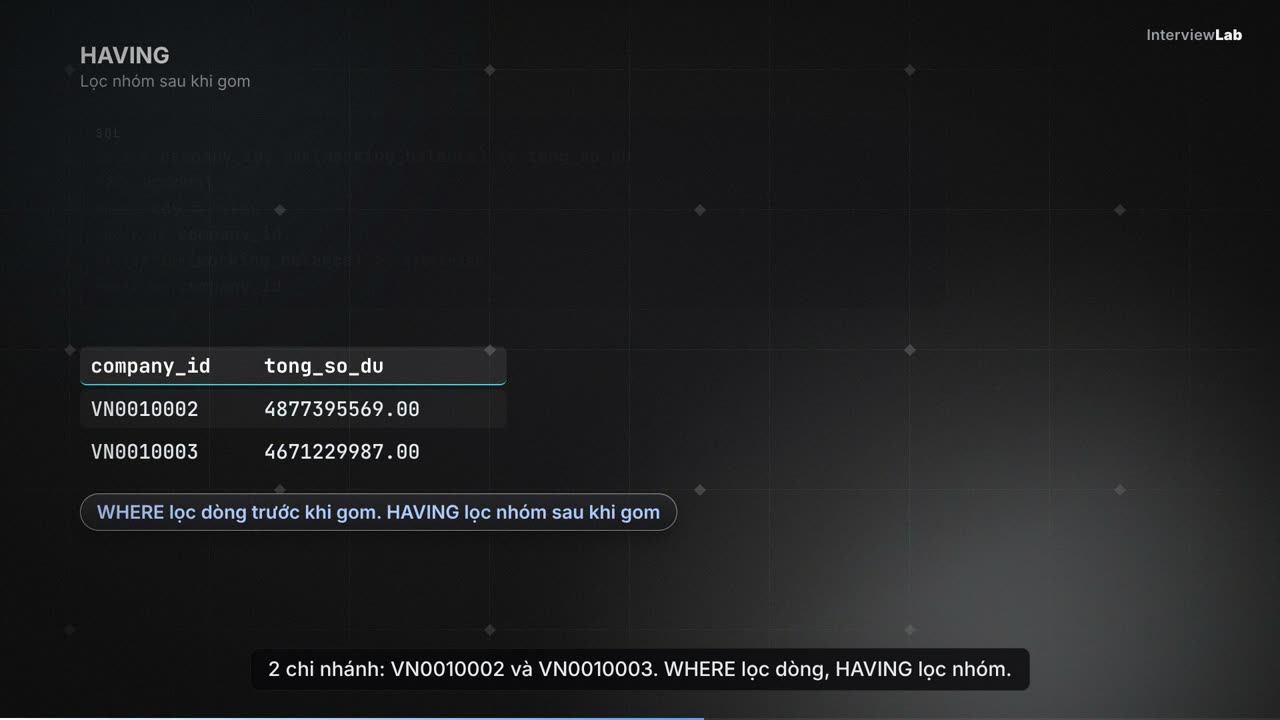 HAVING
InterviewLab
Lọc nhóm sau khi gom
SQL
company_id tong_so_du
VN0010002 4877395569.00
VN0010003 4671229987.00
WHERE lọc dòng trước khi gom. HAVING lọc nhóm sau khi gom
2 chi nhánh: VN0010002 và VN0010003. WHERE lọc dòng, HAVING lọc nhóm.